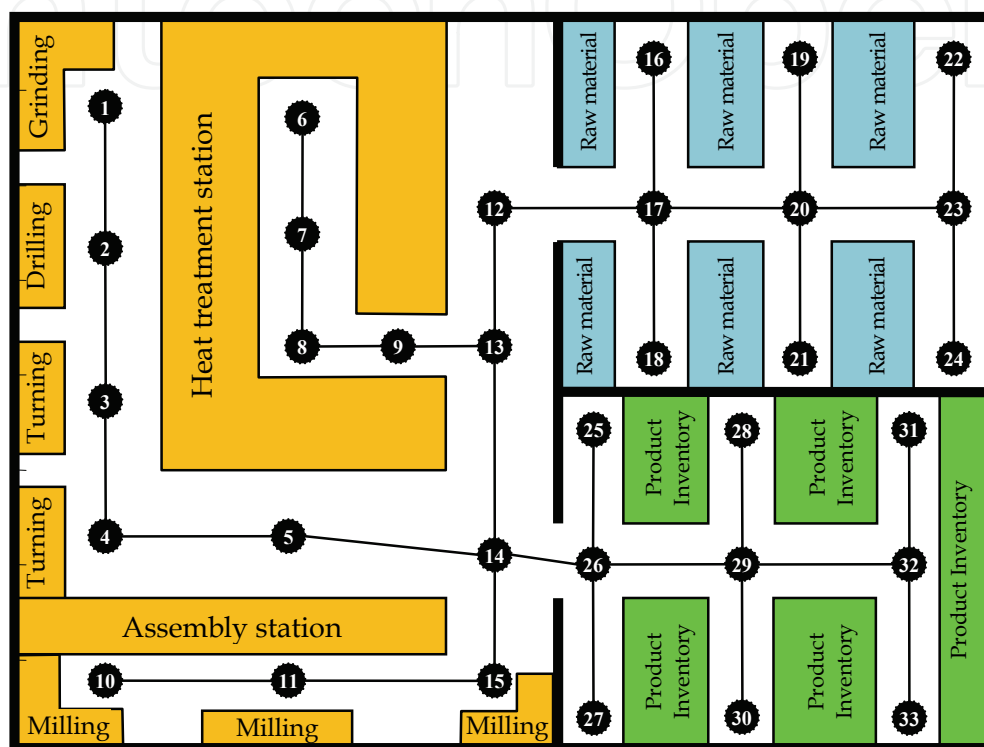 Grinding
Drilling
Turning
Turning
Heat treatment station
Assembly station
Milling
Milling
Milling
Raw material
Raw material
Raw material
Raw material
Raw material
Raw material
Product
Inventory
Product
Inventory
Product
Inventory
Product
Inventory
Product Inventory
1
2
3
4
5
6
7
8
9
10
11
12
13
14
15
16
17
18
19
20
21
22
23
24
25
26
27
28
29
30
31
32
33